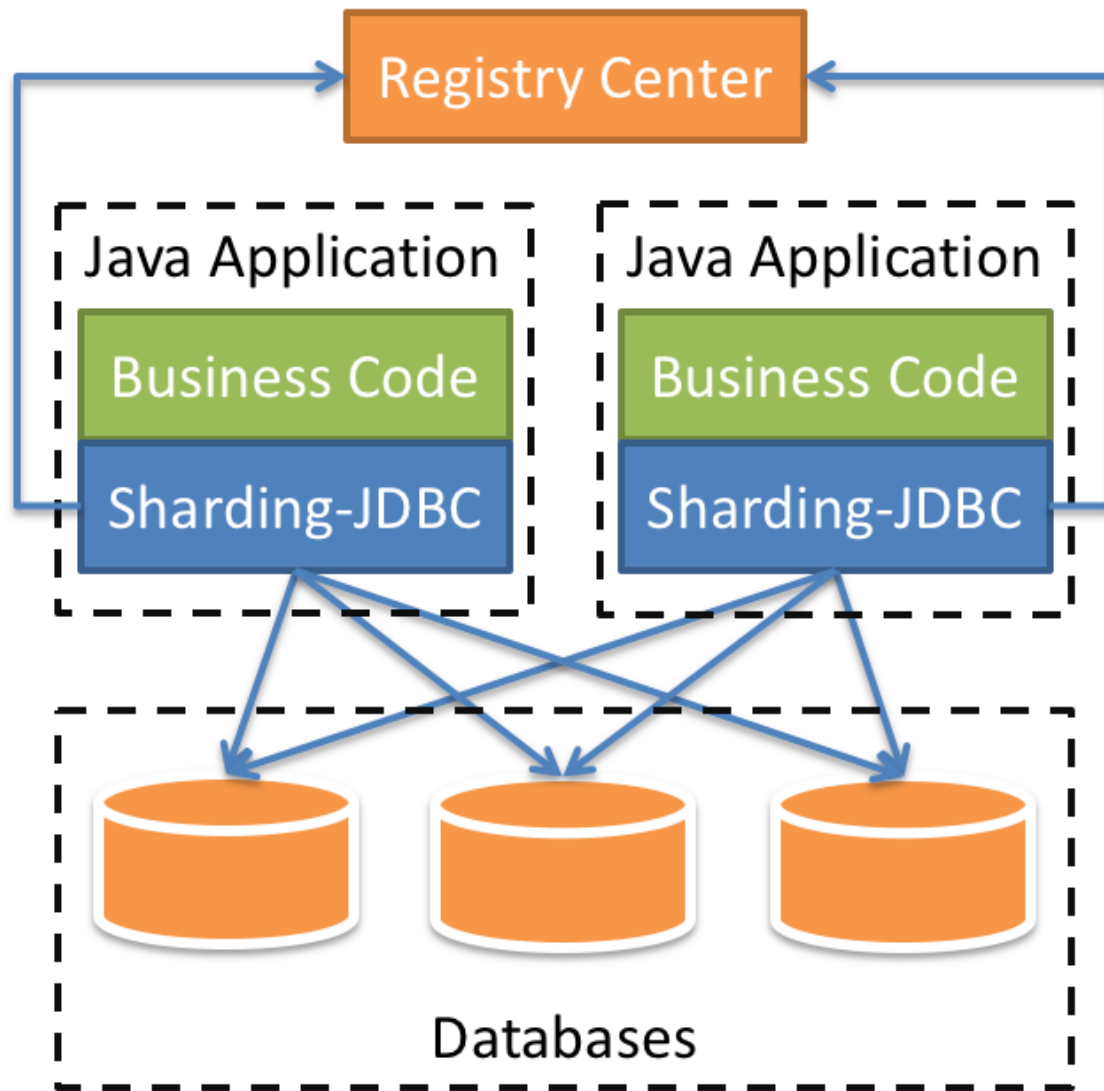 Registry Center
Java Application
Business Code
Sharding-JDBC
Java Application
Business Code
Sharding-JDBC
Databases